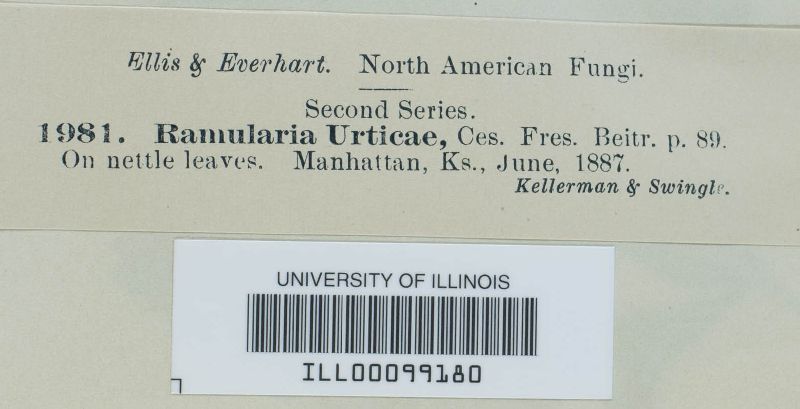 Ellis & Everhart. North American Fungi.
Second Series.
1981. Ramularia Urticae, Ces. Fres. Beitr. p. 89.
On nettle leaves. Manhattan, Ks., June, 1887.
Kellerman & Swingle.
UNIVERSITY OF ILLINOIS
ILL00099180